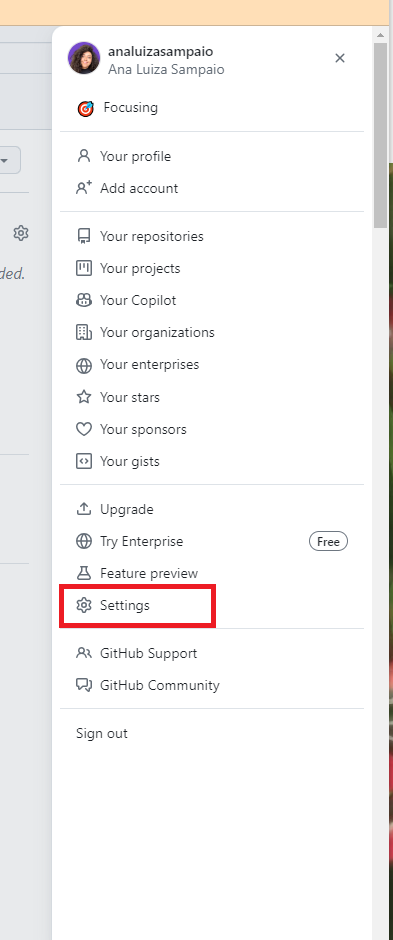 analuizasampaio
Ana Luiza Sampaio
Focusing
Your profile
Add account
Your repositories
ded.
Your projects
Your Copilot
Your organizations
Your enterprises
Your stars
Your sponsors
Your gists
Upgrade
Try Enterprise Free
Feature preview
Settings
GitHub Support
GitHub Community
Sign out